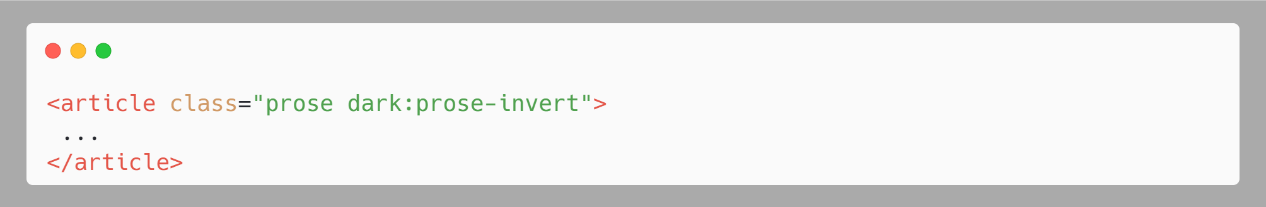 <article class="prose dark:prose-invert">
 ...
</article>